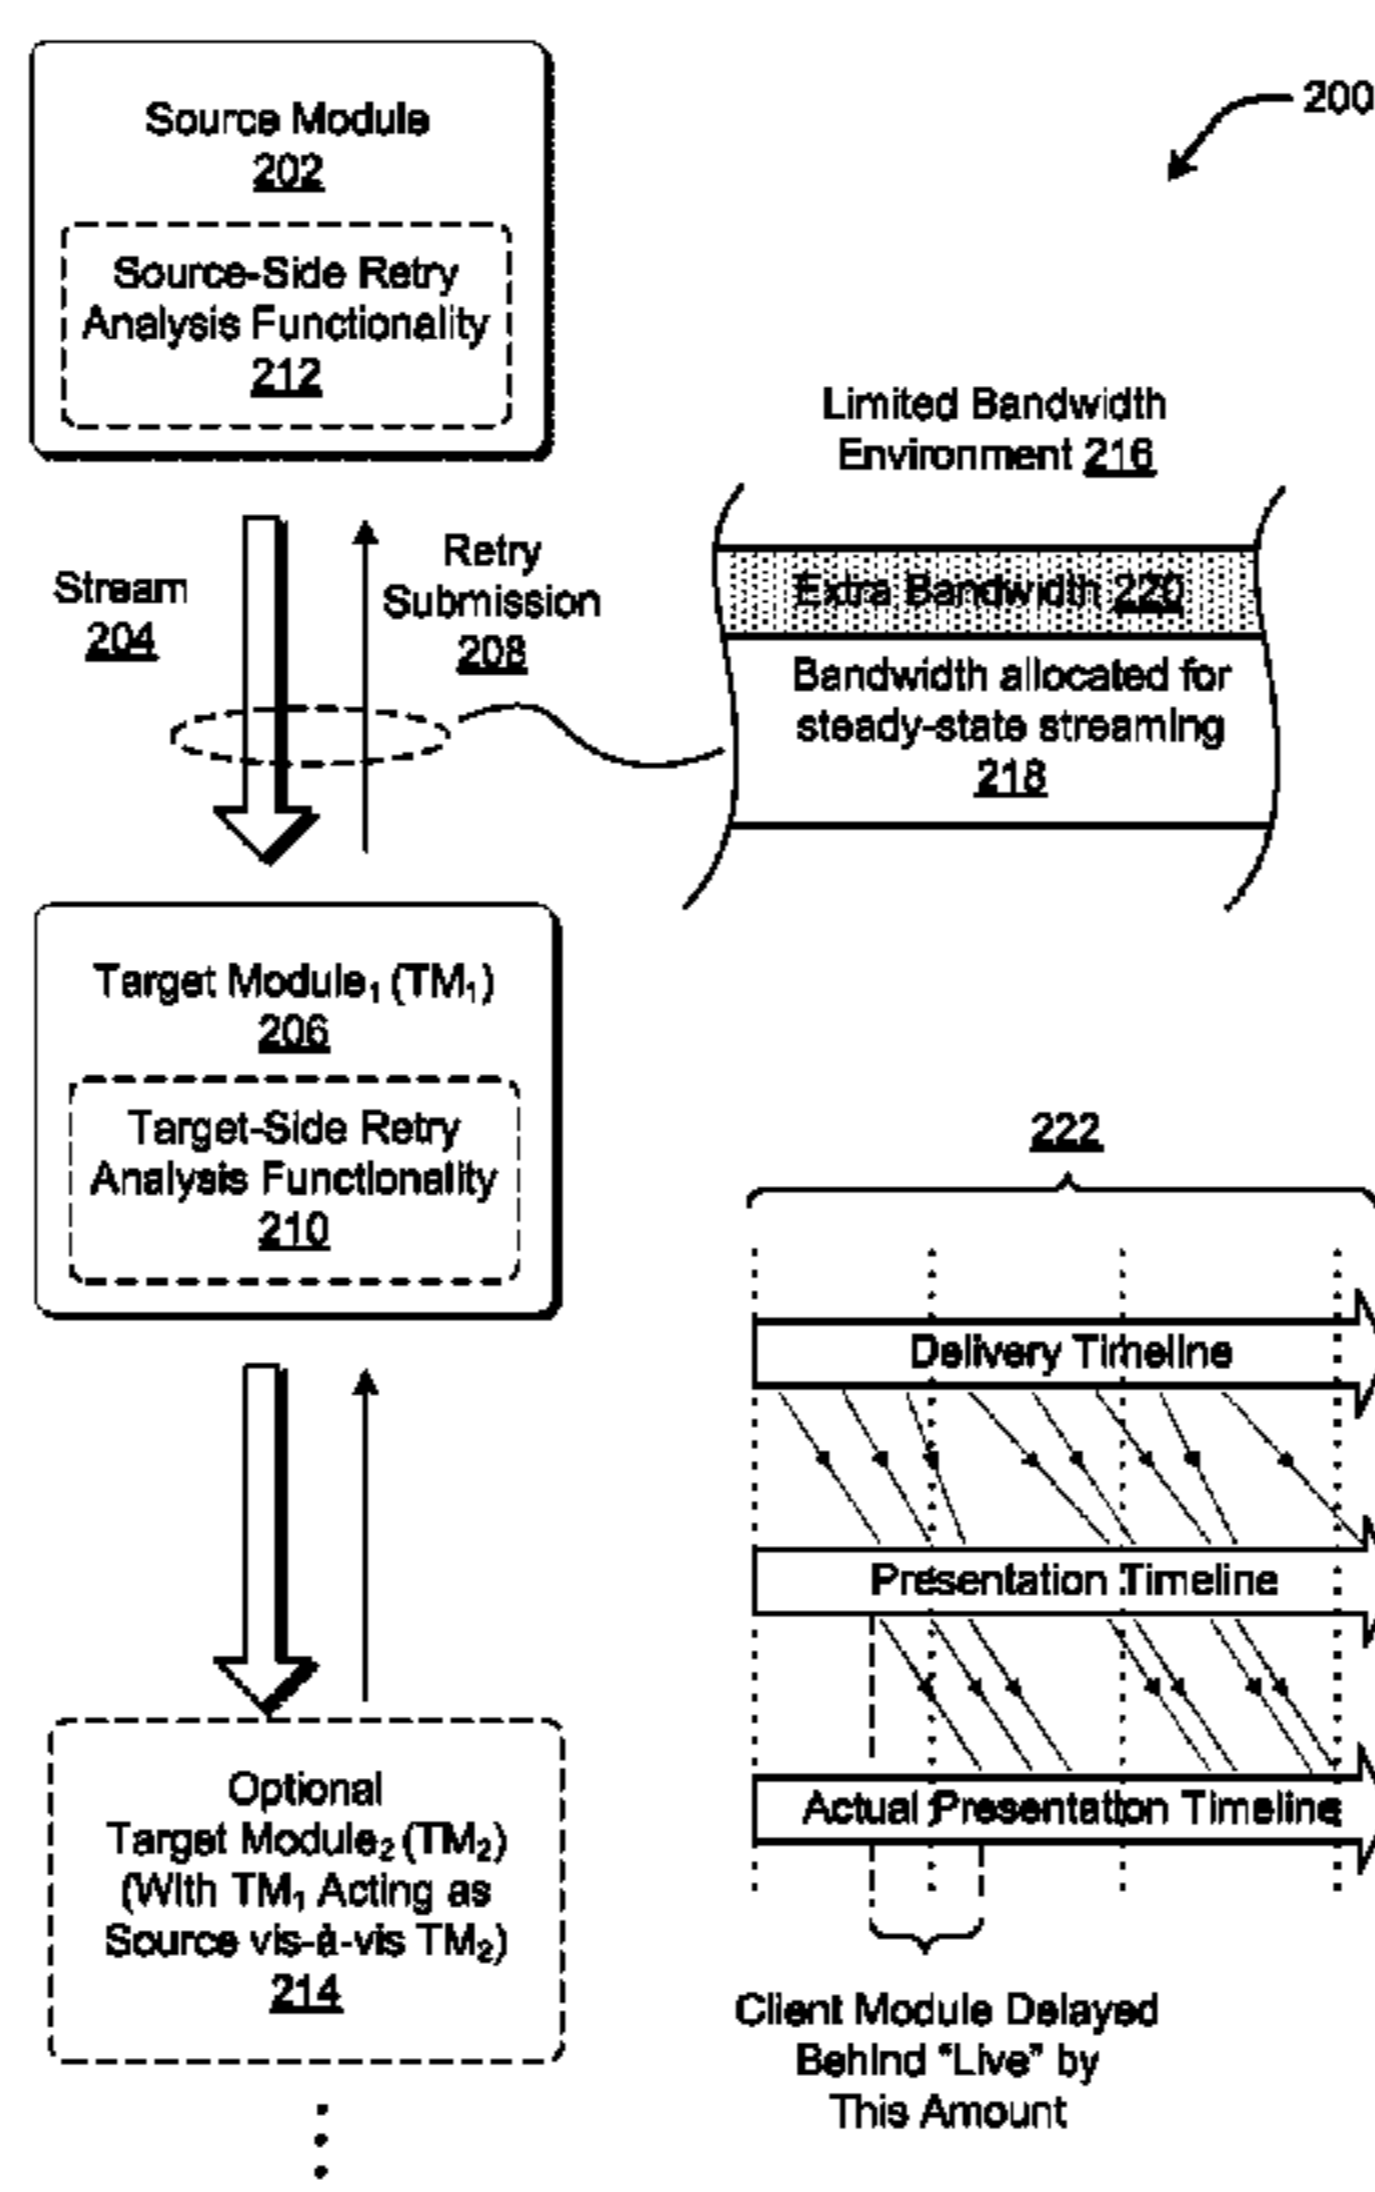 200
Source Module
202
Source-Side Retry
Analysis Functionality
212
Stream
204
Retry
Submission
208
Limited Bandwidth
Environment 216
Extra Bandwidth 220
Bandwidth allocated for
steady-state streaming
218
Target Module₁ (TM₁)
206
Target-Side Retry
Analysis Functionality
210
222
Delivery Timeline
Presentation Timeline
Actual Presentation Timeline
Client Module Delayed
Behind “Live” by
This Amount
Optional
Target Module₂ (TM₂)
(With TM₁ Acting as
Source vis-à-vis TM₂)
214